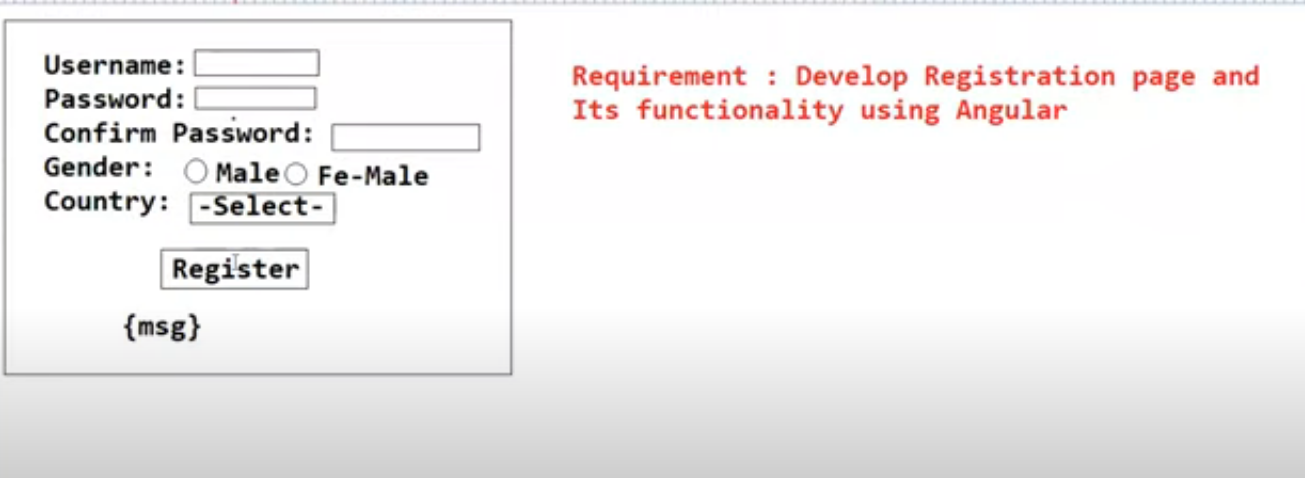 Username:
Password:
Confirm Password:
Gender: Male Fe-Male
Country: -Select-
Register
{msg}
Requirement : Develop Registration page and
Its functionality using Angular